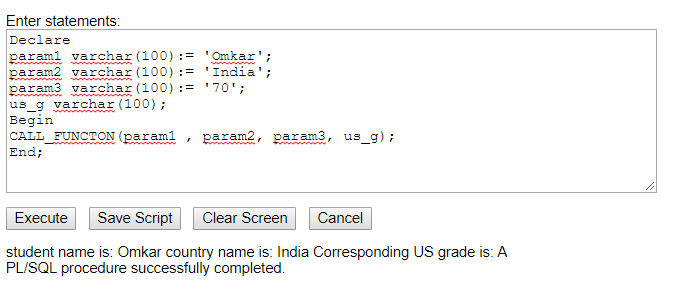 Enter statements:
Declare
param1 varchar(100):= 'Omkar';
param2 varchar(100):= 'India';
param3 varchar(100):= '70';
us_g varchar(100);
Begin
CALL_FUNCTON(param1 , param2, param3, us_g);
End;
Execute Save Script Clear Screen Cancel
student name is: Omkar country name is: India Corresponding US grade is: A
PL/SQL procedure successfully completed.